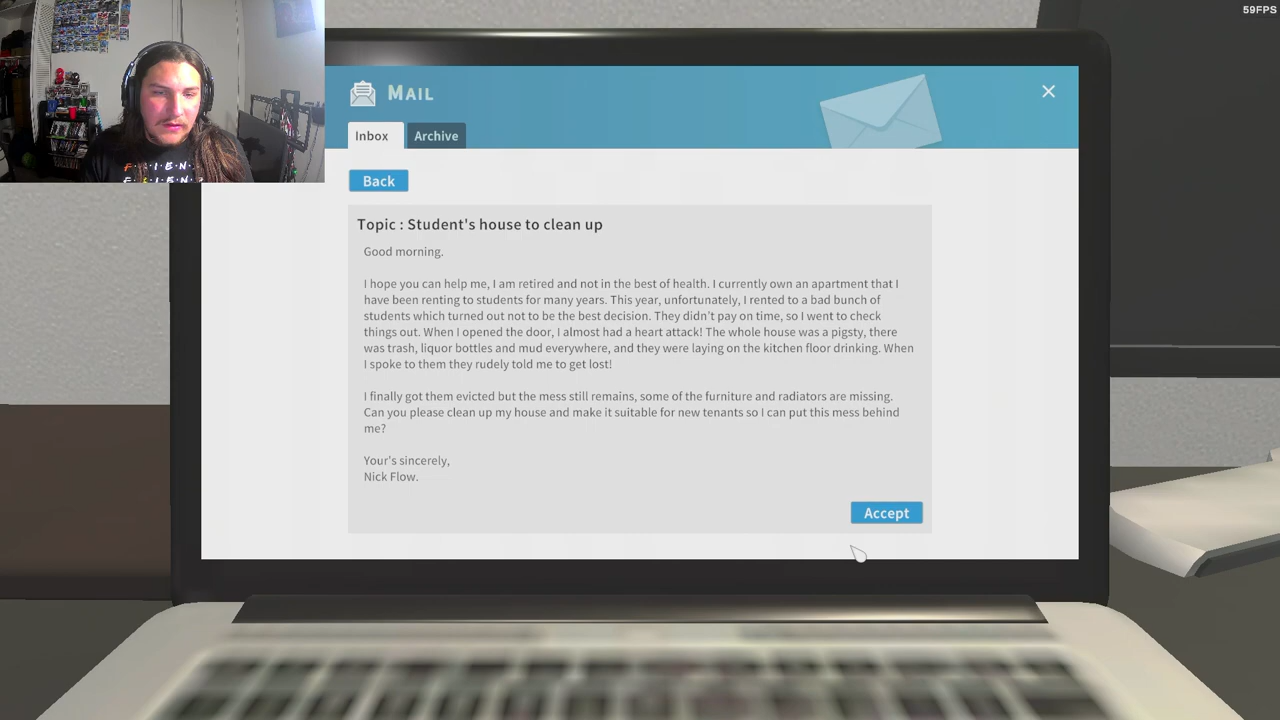 59FPS
MAIL
Inbox
Archive
Back
Topic : Student's house to clean up
Good morning.
I hope you can help me, I am retired and not in the best of health. I currently own an apartment that I
have been renting to students for many years. This year, unfortunately, I rented to a bad bunch of
students which turned out not to be the best decision. They didn't pay on time, so I went to check
things out. When I opened the door, I almost had a heart attack! The whole house was a pigsty, there
was trash, liquor bottles and mud everywhere, and they were laying on the kitchen floor drinking. When
I spoke to them they rudely told me to get lost!
I finally got them evicted but the mess still remains, some of the furniture and radiators are missing.
Can you please clean up my house and make it suitable for new tenants so I can put this mess behind
me?
Your's sincerely,
Nick Flow.
Accept